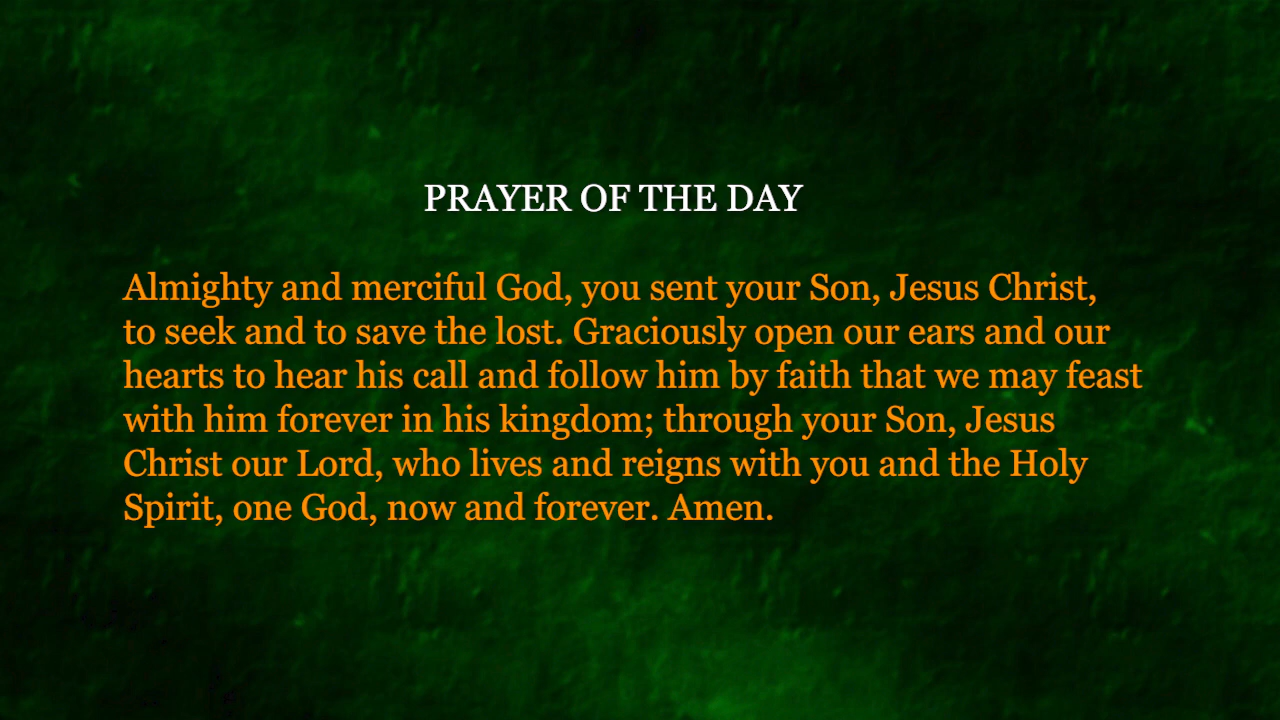 PRAYER OF THE DAY
Almighty and merciful God, you sent your Son, Jesus Christ,
to seek and to save the lost. Graciously open our ears and our
hearts to hear his call and follow him by faith that we may feast
with him forever in his kingdom; through your Son, Jesus
Christ our Lord, who lives and reigns with you and the Holy
Spirit, one God, now and forever. Amen.